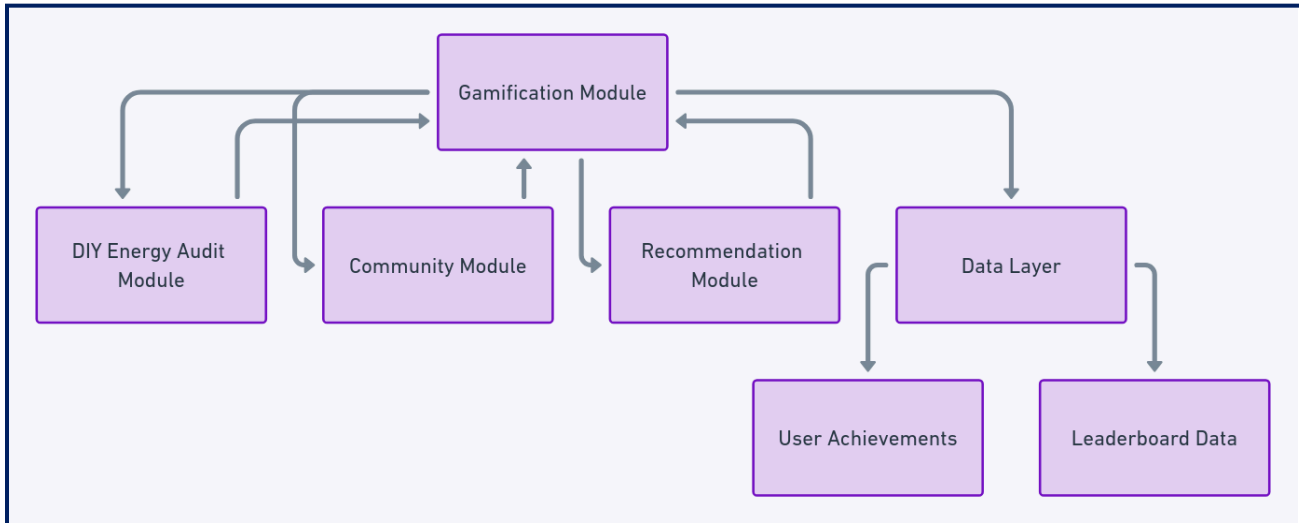 Gamification Module
DIY Energy Audit
Module
Community Module
Recommendation
Module
Data Layer
User Achievements
Leaderboard Data